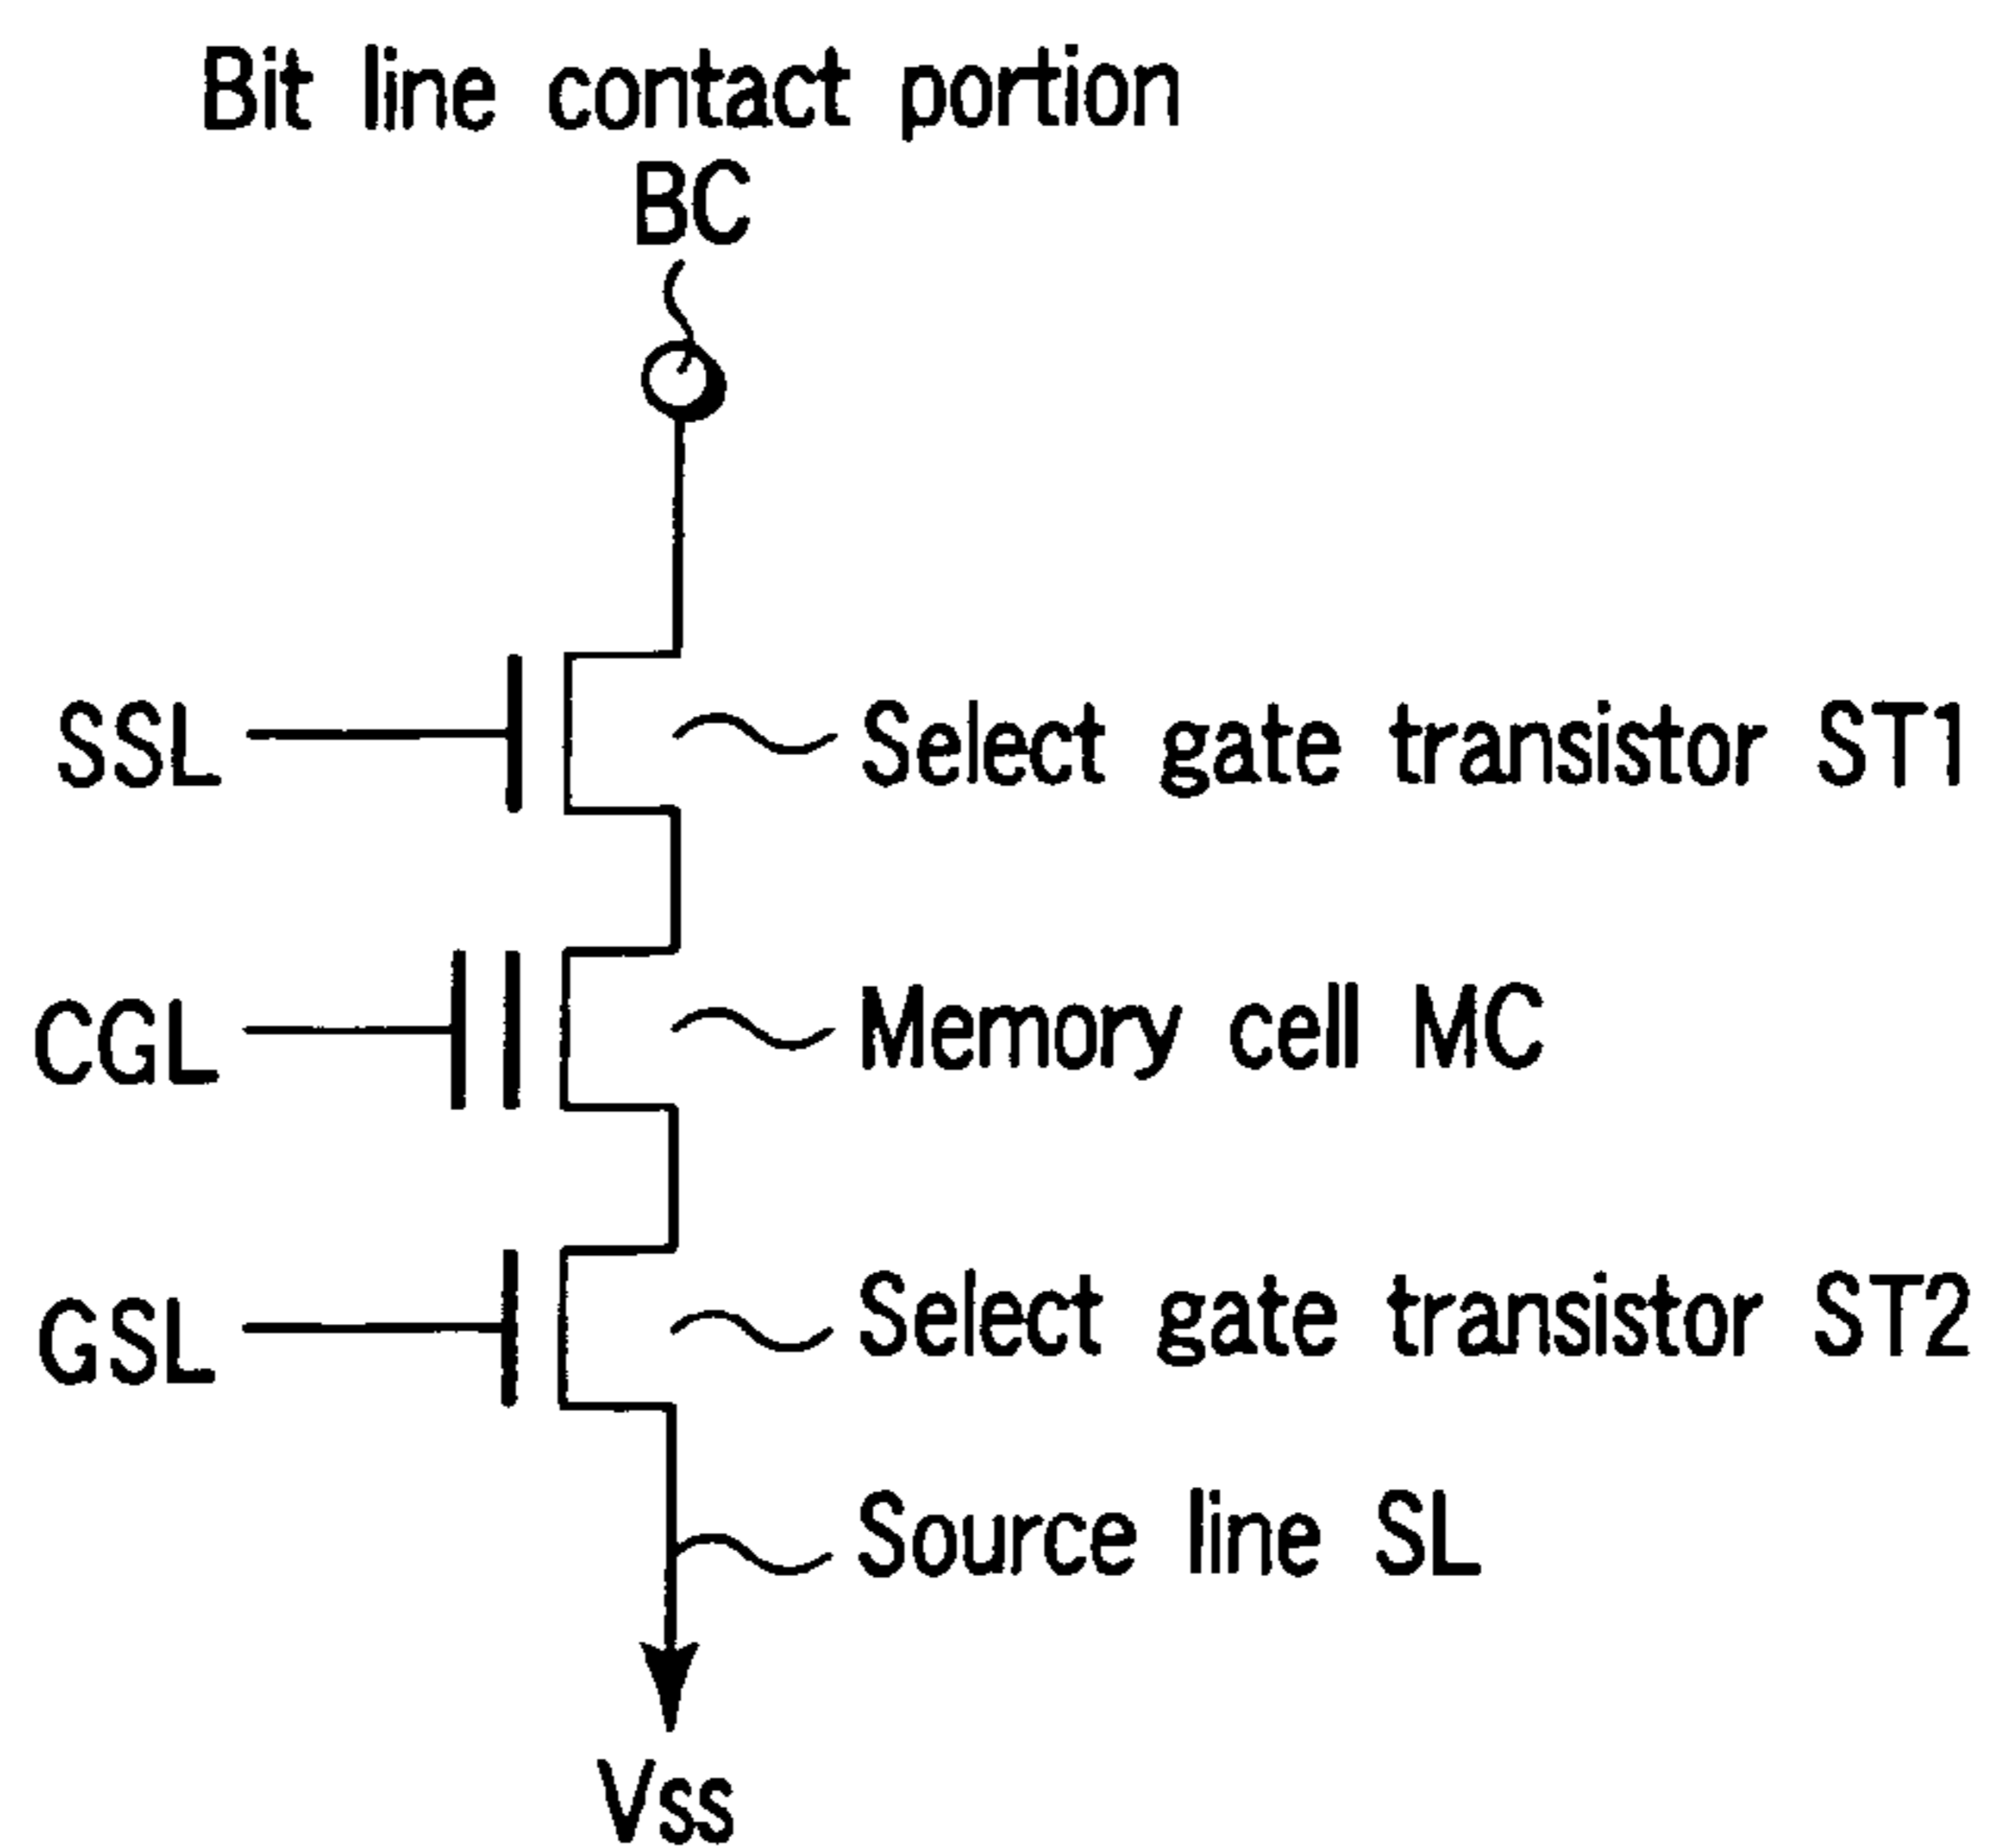 Bit line contact portion
BC
SSL
Select gate transistor ST1
CGL
Memory cell MC
GSL
Select gate transistor ST2
Source line SL
Vss